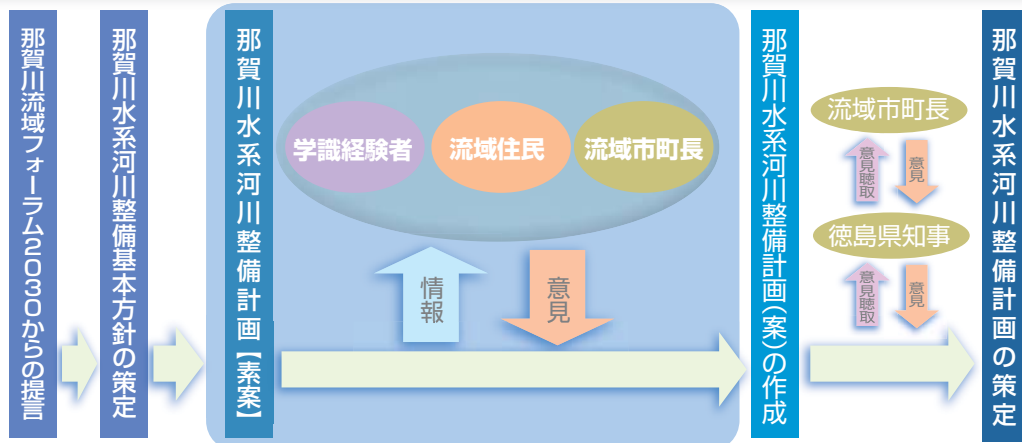 那賀川流域フォーラム2030からの提言
那賀川水系河川整備基本方針の策定
那賀川水系河川整備計画【素案】
学識経験者
流域住民
流域市町長
情報
意見
那賀川水系河川整備計画(案)の作成
流域市町長
意見聴取
意見
徳島県知事
意見聴取
意見
那賀川水系河川整備計画の策定